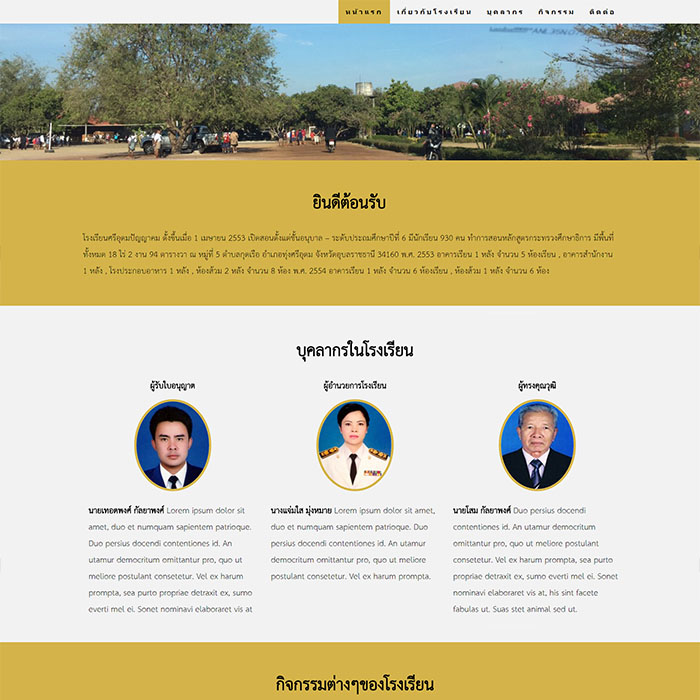 หน้าแรก เกี่ยวกับโรงเรียน บุคลากร กิจกรรม ติดต่อ
ยินดีต้อนรับ
โรงเรียนศรีอุดมปัญญาคม ตั้งขึ้นเมื่อ 1 เมษายน 2553 เปิดสอนตั้งแต่ชั้นอนุบาล – ระดับประถมศึกษาปีที่ 6 มีนักเรียน 930 คน ทำการสอนหลักสูตรกระทรวงศึกษาธิการ มีพื้นที่
ทั้งหมด 18 ไร่ 2 งาน 94 ตารางวา ณ หมู่ที่ 5 ตำบลกุดเรือ อำเภอทุ่งศรีอุดม จังหวัดอุบลราชธานี 34160 พ.ศ. 2553 อาคารเรียน 1 หลัง จำนวน 5 ห้องเรียน , อาคารสำนักงาน
1 หลัง , โรงประกอบอาหาร 1 หลัง , ห้องส้วม 2 หลัง จำนวน 8 ห้อง พ.ศ. 2554 อาคารเรียน 1 หลัง จำนวน 6 ห้องเรียน , ห้องส้วม 1 หลัง จำนวน 6 ห้อง
บุคลากรในโรงเรียน
ผู้รับใบอนุญาต
นายเทอดพงศ์ กัลยาพงศ์ Lorem ipsum dolor sit
amet, duo et numquam sapientem patrioque.
Duo persius docendi contentiones id. An
utamur democritum omittantur pro, quo ut
meliore postulant consetetur. Vel ex harum
prompta, sea purto propriae detraxit ex, sumo
everti mel ei. Sonet nominavi elaboraret vis at
ผู้อำนวยการโรงเรียน
นางแจ่มใส มุ่งหมาย Lorem ipsum dolor sit amet,
duo et numquam sapientem patrioque. Duo
persius docendi contentiones id. An utamur
democritum omittantur pro, quo ut meliore
postulant consetetur. Vel ex harum prompta.
ผู้ทรงคุณวุฒิ
นายโสม กัลยาพงศ์ Duo persius docendi
contentiones id. An utamur democritum
omittantur pro, quo ut meliore postulant
consetetur. Vel ex harum prompta, sea purto
propriae detraxit ex, sumo everti mel ei. Sonet
nominavi elaboraret vis at, his sint facete
fabulas ut. Suas stet animal sed ut.
กิจกรรมต่างๆของโรงเรียน